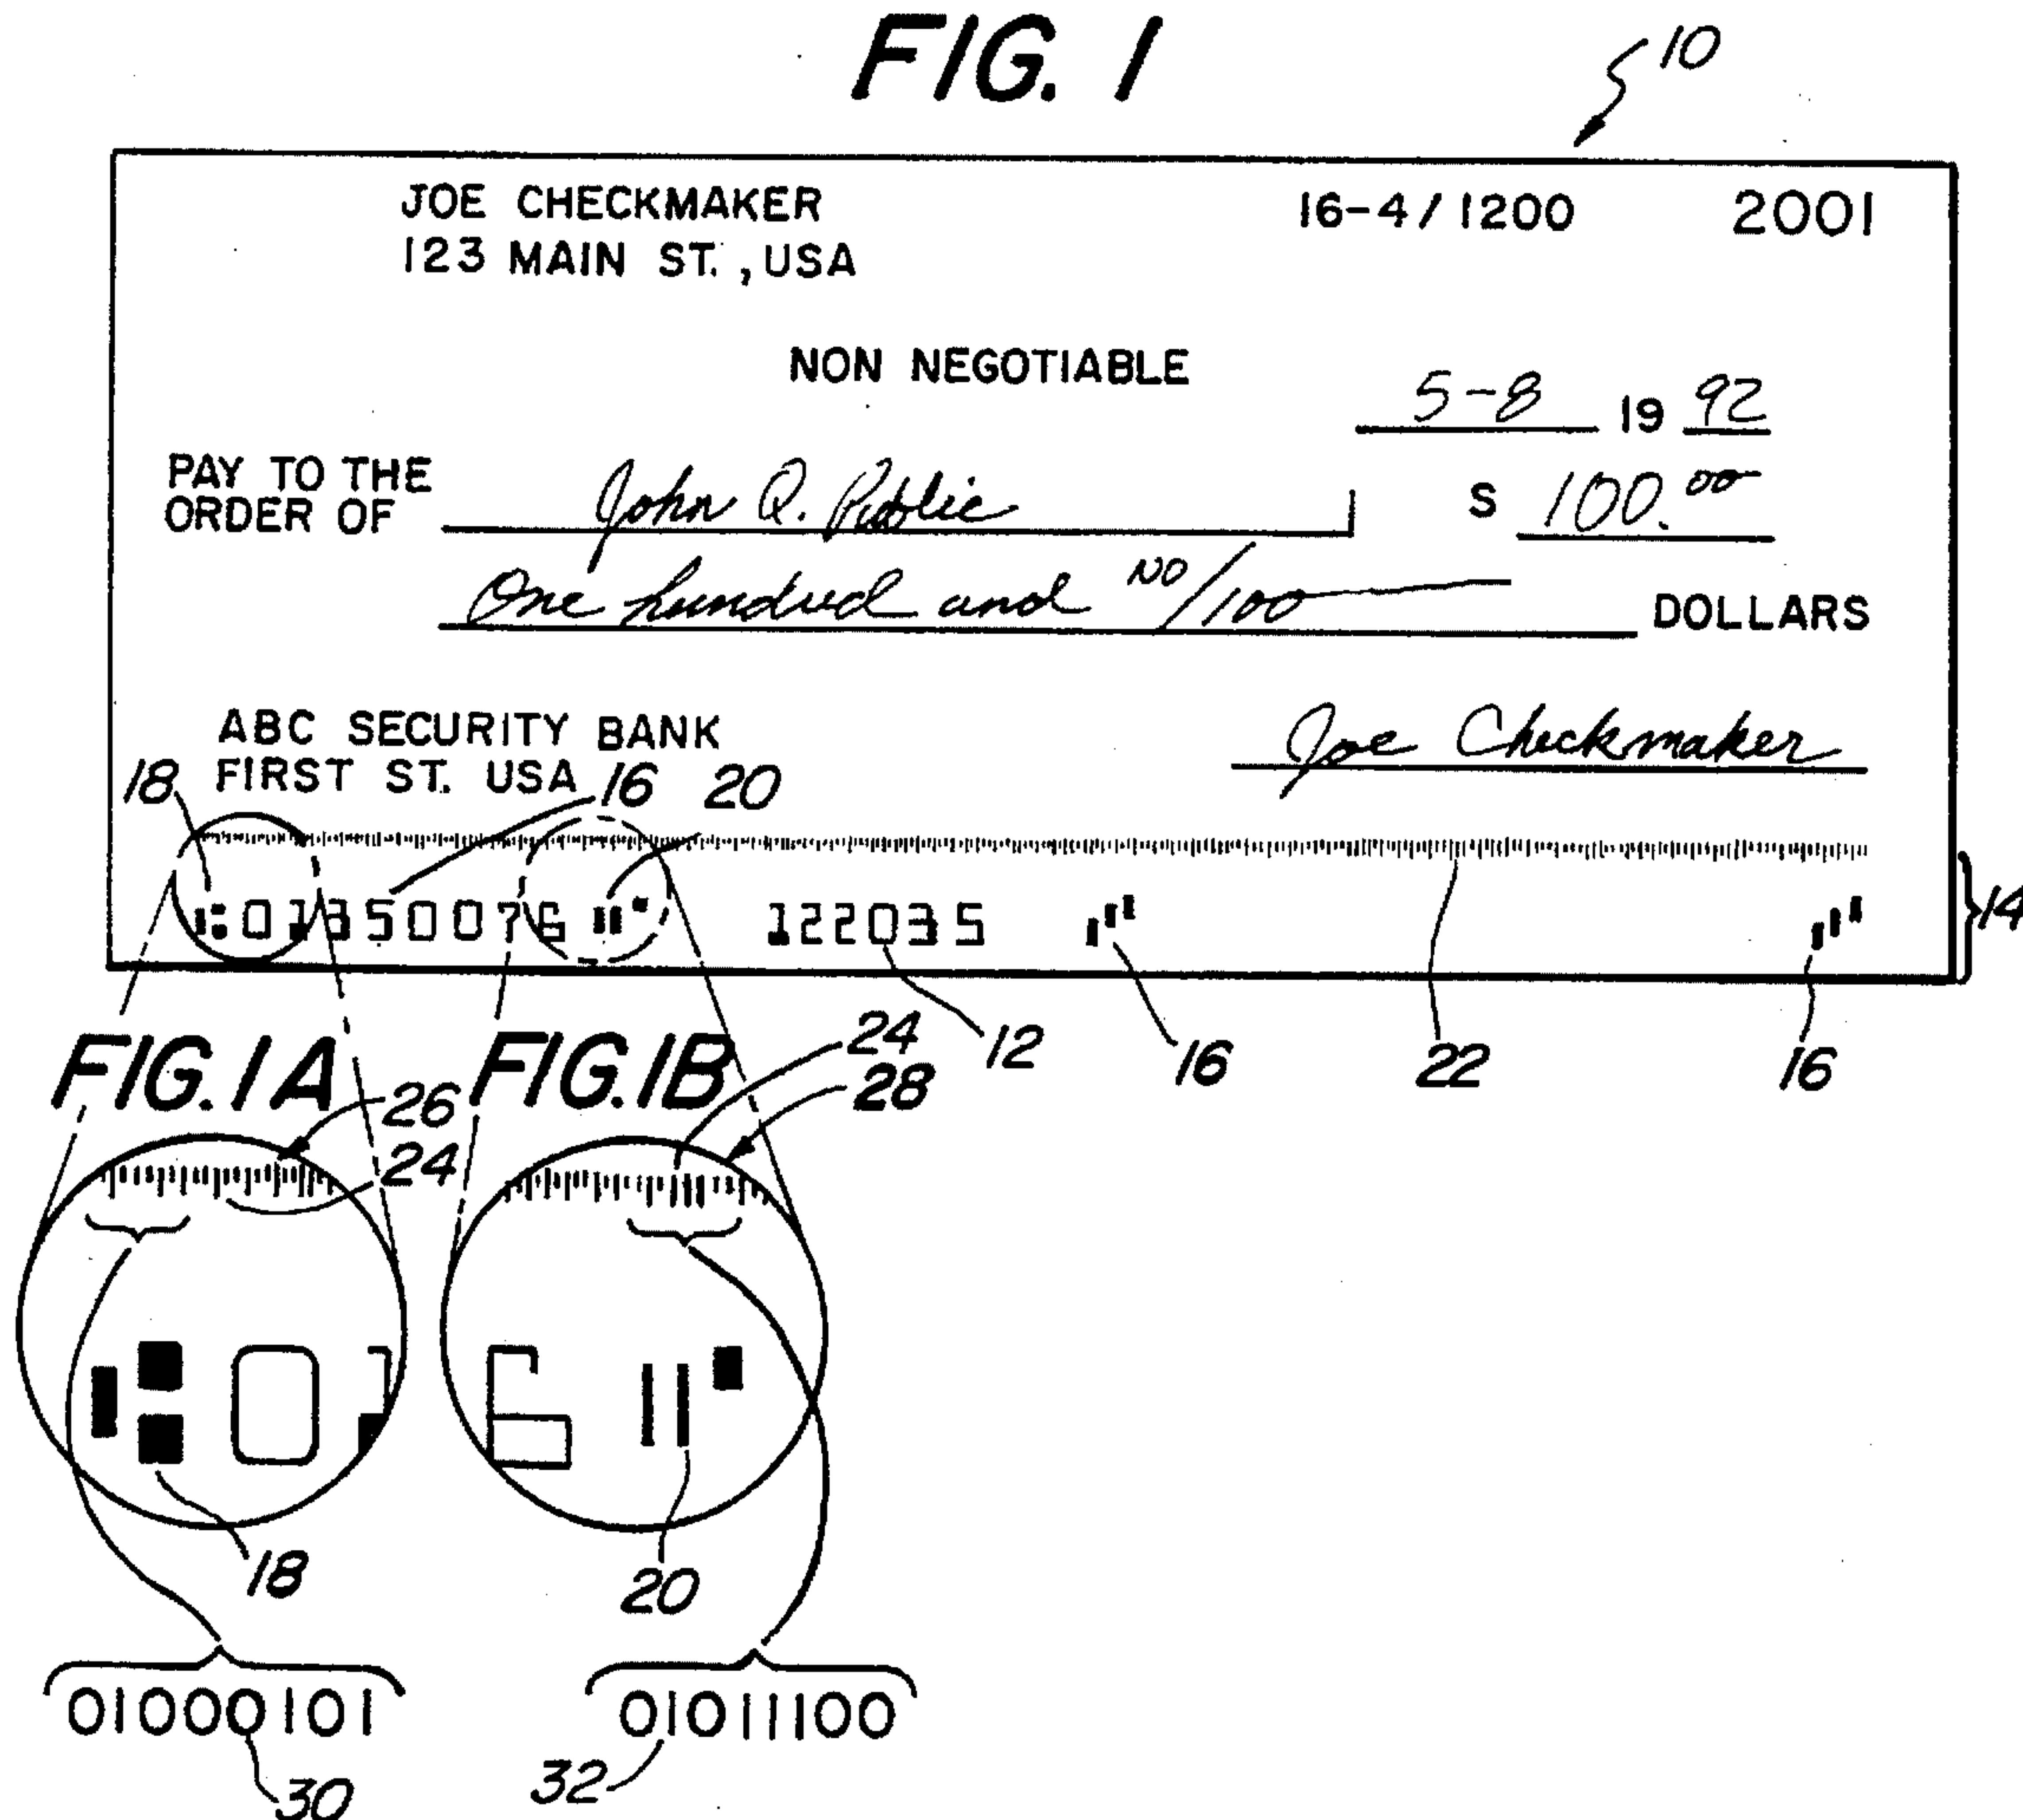 FIG. 1
10
JOE CHECKMAKER 16-4/1200 2001
123 MAIN ST., USA
NON NEGOTIABLE
5-8 19 92
PAY TO THE
ORDER OF John Q. Public S 100.00
One hundred and NO/100 DOLLARS
ABC SECURITY BANK
FIRST ST. USA
Joe Checkmaker
18 16 20
01350076 122035
14
12 16 22 16
FIG. 1A FIG. 1B
26 24 24 28
0 6
18 20
01000101 01011100
30 32